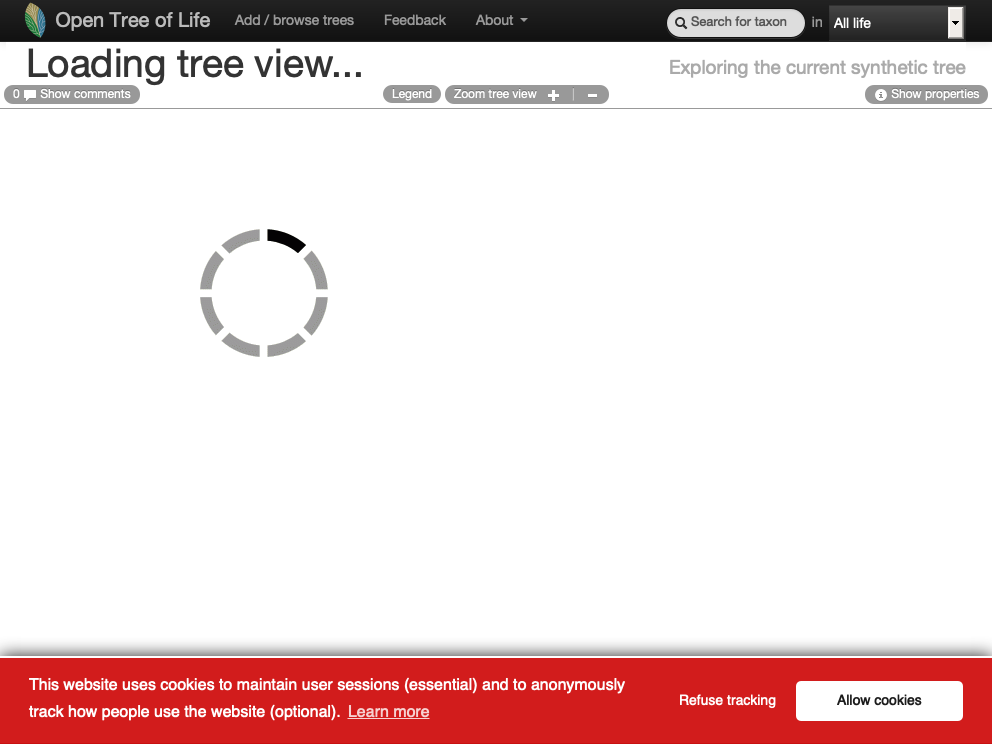 Open Tree of Life Add / browse trees Feedback About Search for taxon in All life
Loading tree view...
Exploring the current synthetic tree
0 Show comments Legend Zoom tree view + | − Show properties
This website uses cookies to maintain user sessions (essential) and to anonymously
track how people use the website (optional). Learn more
Refuse tracking Allow cookies